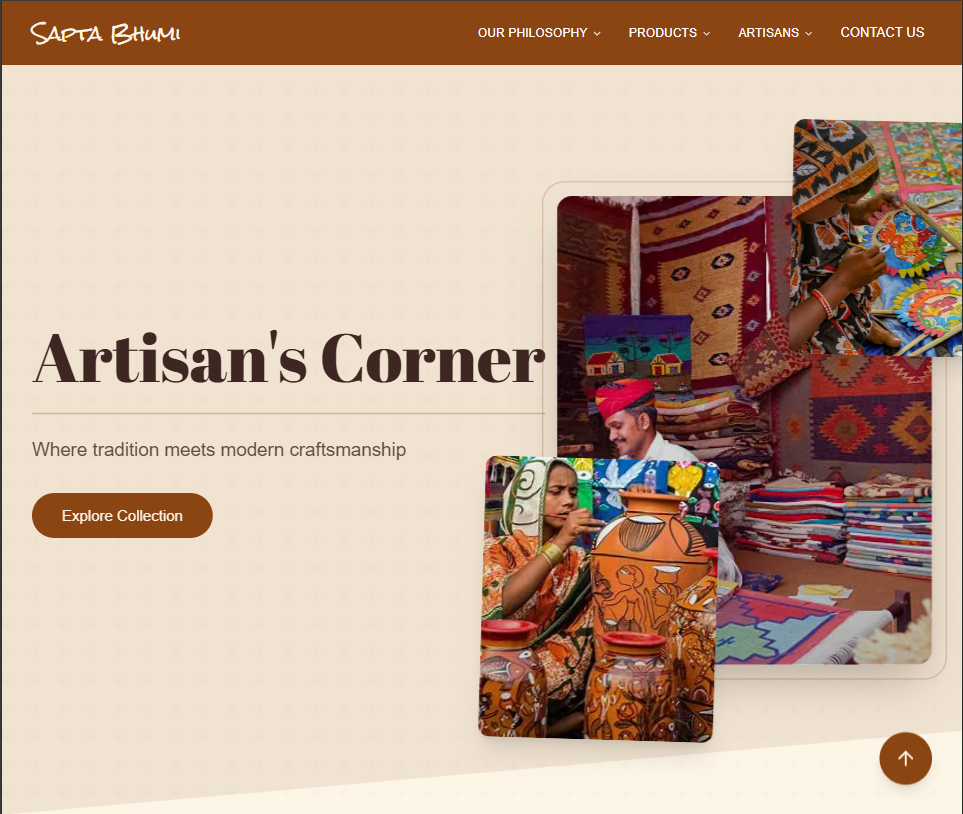 Sapta Bhumi
OUR PHILOSOPHY
PRODUCTS
ARTISANS
CONTACT US
Artisan's Corner
Where tradition meets modern craftsmanship
Explore Collection